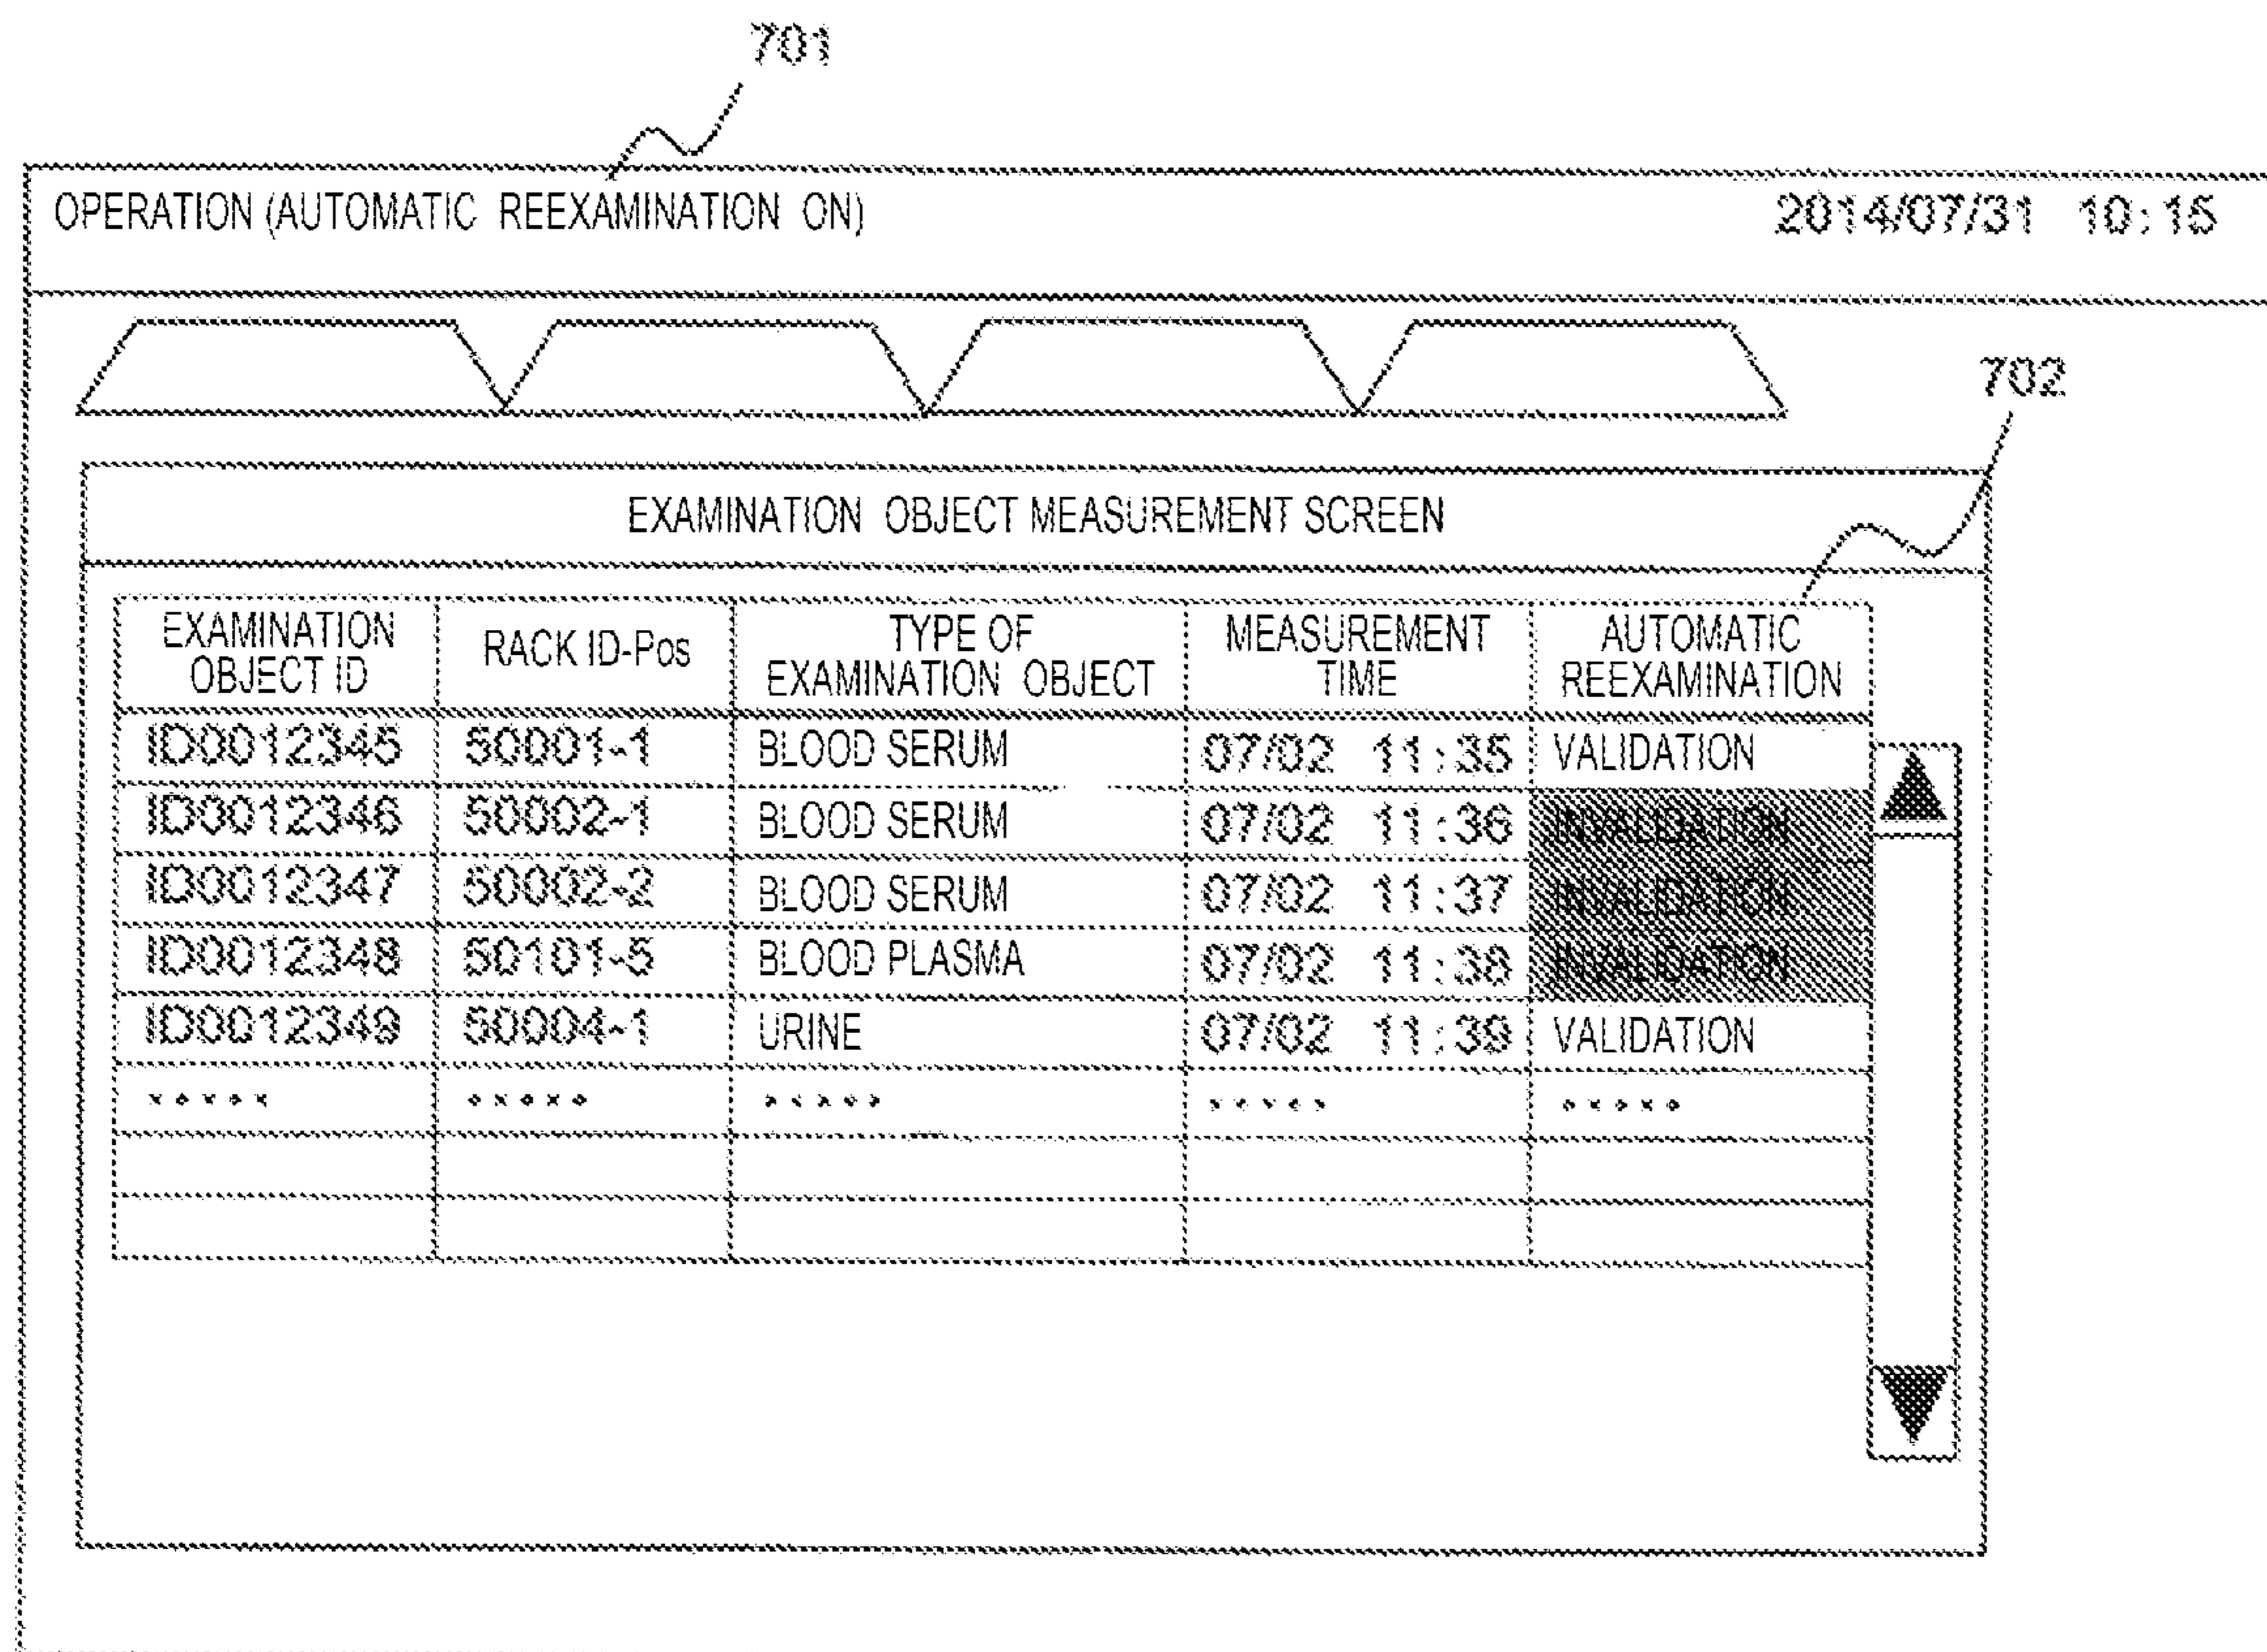 701
OPERATION (AUTOMATIC REEXAMINATION ON) 2014/07/31 10:15
702
EXAMINATION OBJECT MEASUREMENT SCREEN
EXAMINATION OBJECT ID RACK ID-Pos TYPE OF EXAMINATION OBJECT MEASUREMENT TIME AUTOMATIC REEXAMINATION
ID0012345 50001-1 BLOOD SERUM 07/02 11:35 VALIDATION
ID0012346 50002-1 BLOOD SERUM 07/02 11:36 INVALIDATION
ID0012347 50002-2 BLOOD SERUM 07/02 11:37 INVALIDATION
ID0012348 50101-5 BLOOD PLASMA 07/02 11:38 INVALIDATION
ID0012349 50004-1 URINE 07/02 11:39 VALIDATION